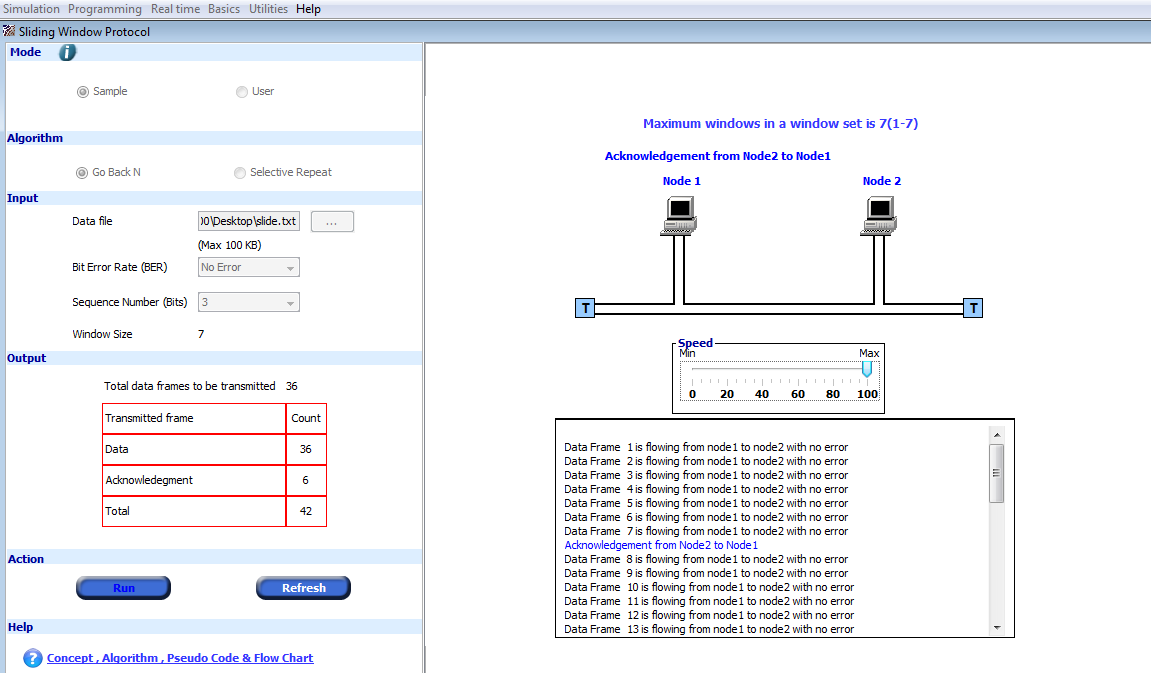 Simulation Programming Real time Basics Utilities Help
Sliding Window Protocol
Mode i
Sample User
Algorithm
Go Back N Selective Repeat
Input
Data file 00\Desktop\slide.txt ...
(Max 100 KB)
Bit Error Rate (BER) No Error
Sequence Number (Bits) 3
Window Size 7
Output
Total data frames to be transmitted 36
Transmitted frame Count
Data 36
Acknowledegment 6
Total 42
Action
Run Refresh
Help
? Concept , Algorithm , Pseudo Code & Flow Chart
Maximum windows in a window set is 7(1-7)
Acknowledgement from Node2 to Node1
Node 1 Node 2
T T
Speed
Min Max
0 20 40 60 80 100
Data Frame 1 is flowing from node1 to node2 with no error
Data Frame 2 is flowing from node1 to node2 with no error
Data Frame 3 is flowing from node1 to node2 with no error
Data Frame 4 is flowing from node1 to node2 with no error
Data Frame 5 is flowing from node1 to node2 with no error
Data Frame 6 is flowing from node1 to node2 with no error
Data Frame 7 is flowing from node1 to node2 with no error
Acknowledgement from Node2 to Node1
Data Frame 8 is flowing from node1 to node2 with no error
Data Frame 9 is flowing from node1 to node2 with no error
Data Frame 10 is flowing from node1 to node2 with no error
Data Frame 11 is flowing from node1 to node2 with no error
Data Frame 12 is flowing from node1 to node2 with no error
Data Frame 13 is flowing from node1 to node2 with no error